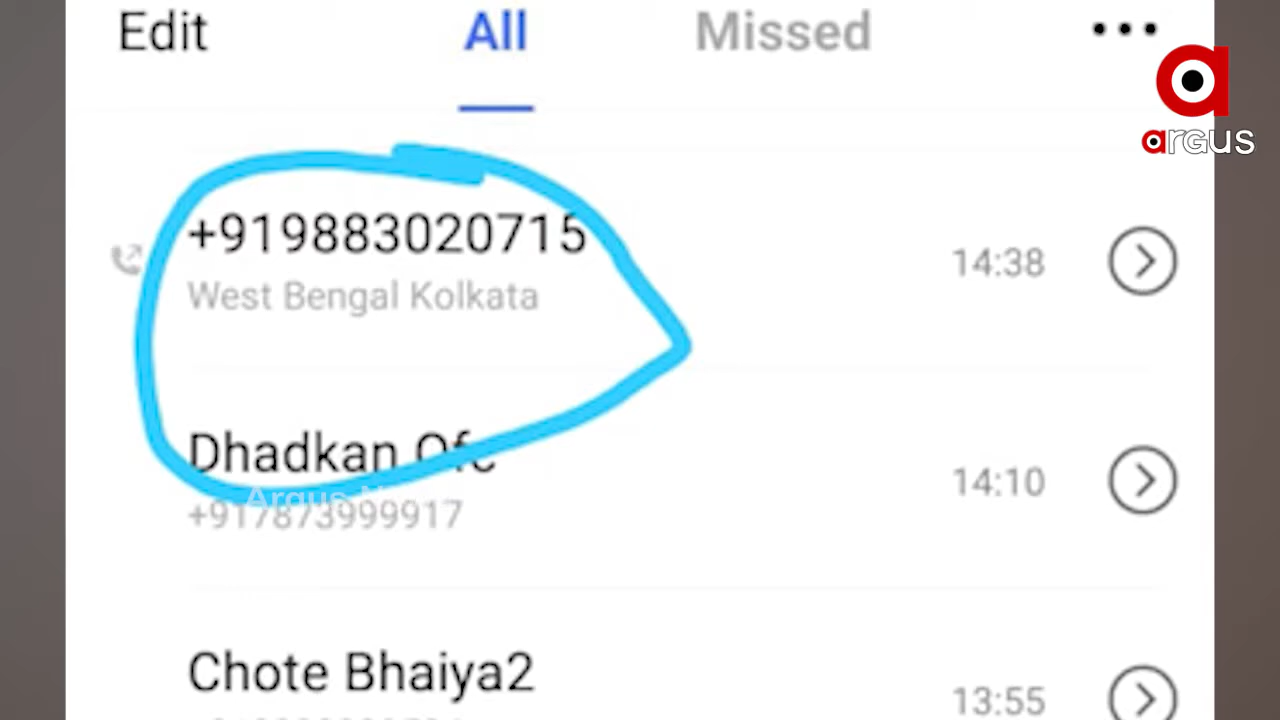 Edit All Missed
argus
+919883020715
West Bengal Kolkata
14:38
Dhadkan Ofc
Argus
+917873999917
14:10
Chote Bhaiya2
13:55